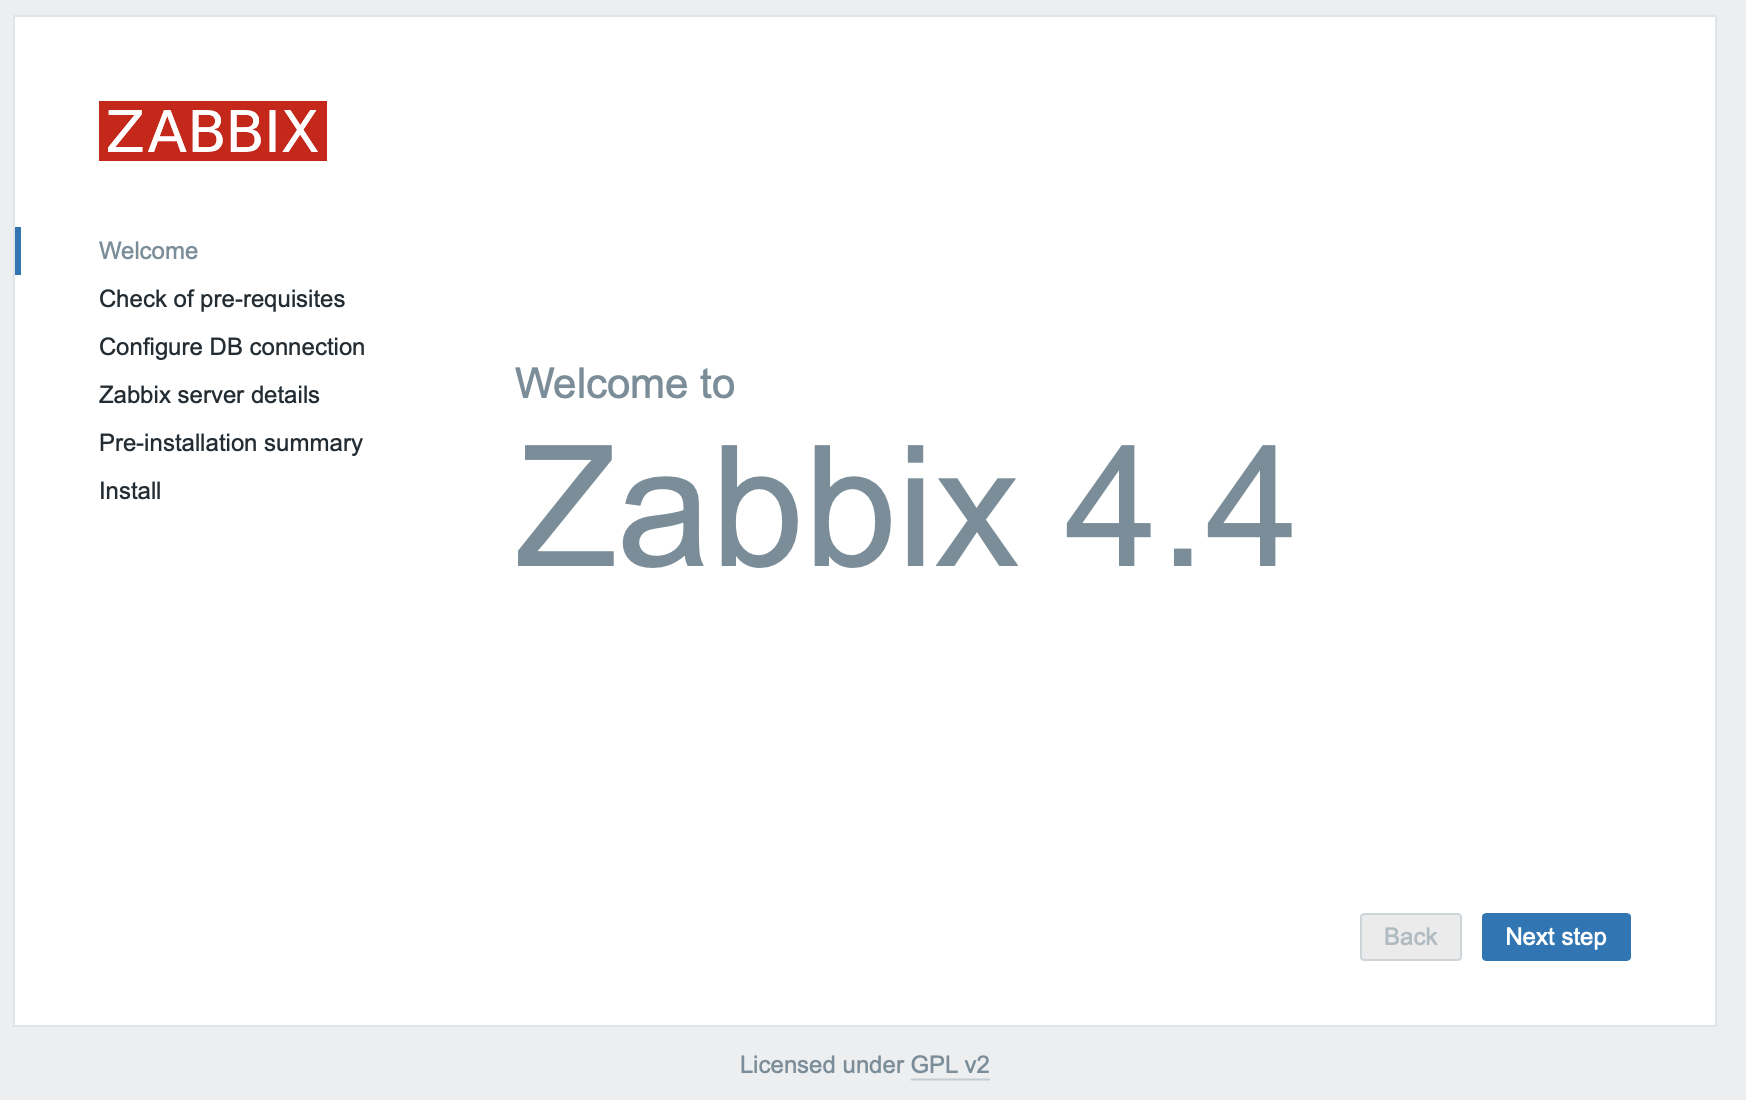 ZABBIX
Welcome
Check of pre-requisites
Configure DB connection
Zabbix server details
Pre-installation summary
Install
Welcome to
Zabbix 4.4
Back
Next step
Licensed under GPL v2